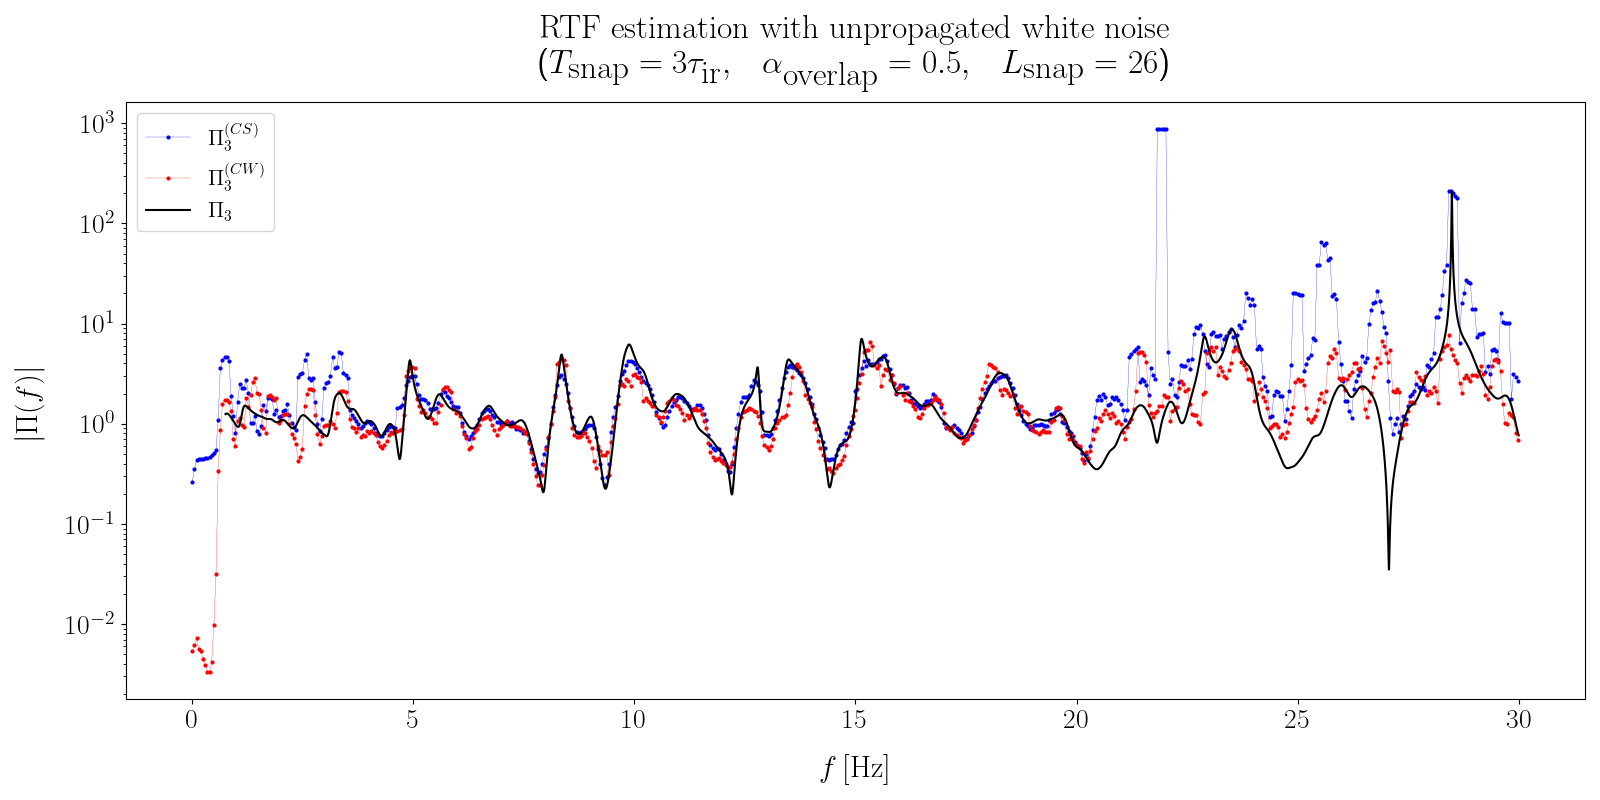 RTF estimation with unpropagated white noise
(T_snap = 3τ_ir, α_overlap = 0.5, L_snap = 26)
Π_3^(CS)
Π_3^(CW)
Π_3
|Π(f)|
10^3
10^2
10^1
10^0
10^−1
10^−2
0 5 10 15 20 25 30
f [Hz]